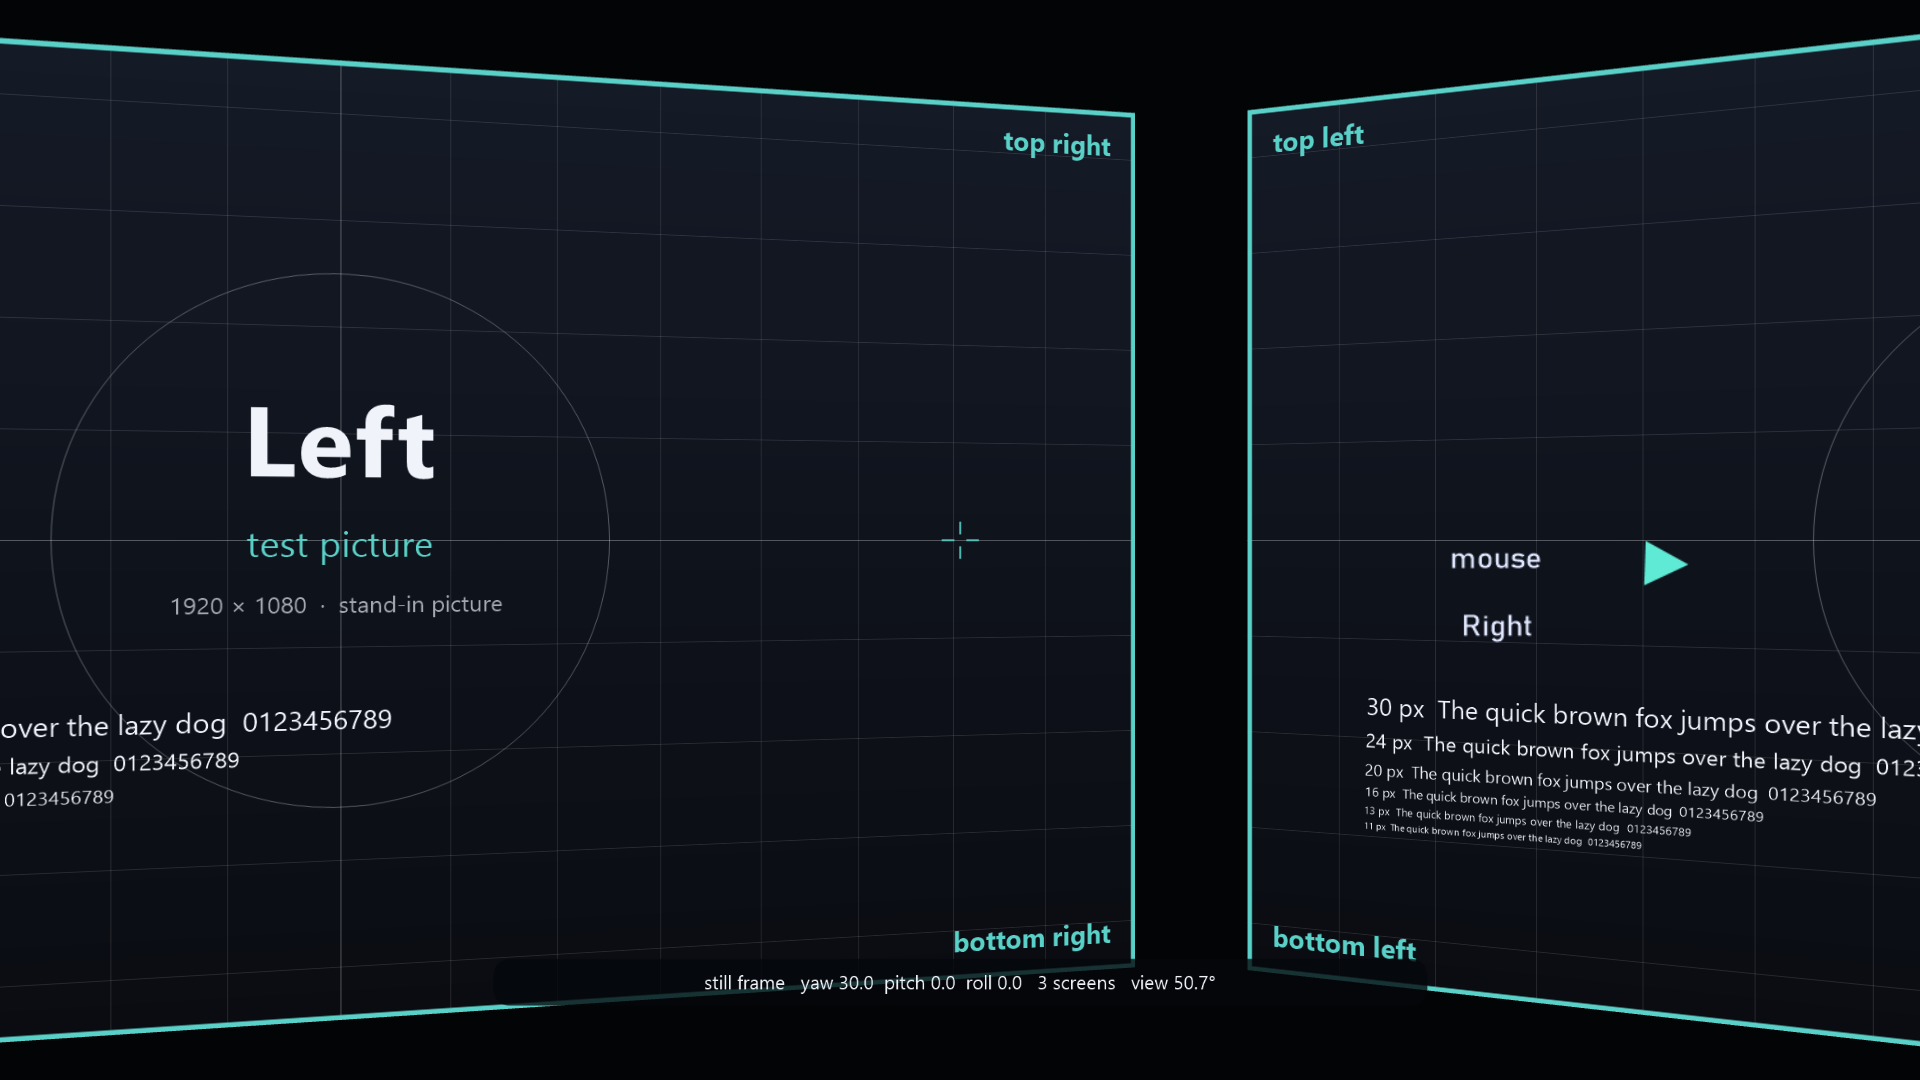 top right
Left
test picture
1920 × 1080 · stand-in picture
over the lazy dog 0123456789
lazy dog 0123456789
0123456789
bottom right
top left
mouse
Right
30 px The quick brown fox jumps over the lazy
24 px The quick brown fox jumps over the lazy dog 0123
20 px The quick brown fox jumps over the lazy dog 0123456789
16 px The quick brown fox jumps over the lazy dog 0123456789
13 px The quick brown fox jumps over the lazy dog 0123456789
11 px The quick brown fox jumps over the lazy dog 0123456789
bottom left
still frame yaw 30.0 pitch 0.0 roll 0.0 3 screens view 50.7°